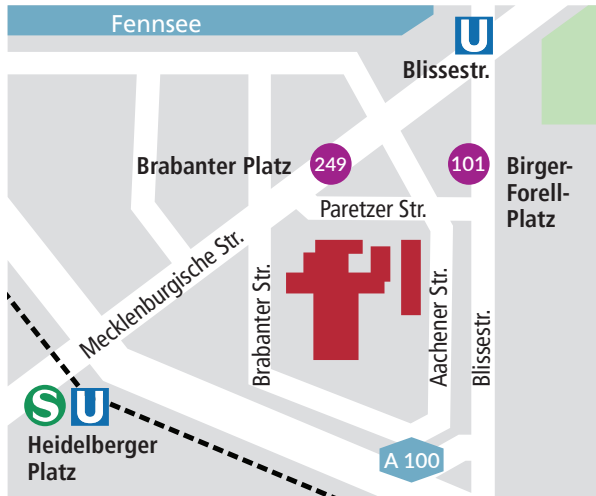 Fennsee
U
Blissestr.
Brabanter Platz
249
101
Birger-
Forell-
Platz
Paretzer Str.
Mecklenburgische Str.
Brabanter Str.
Aachener Str.
Blissestr.
S
U
Heidelberger
Platz
A 100